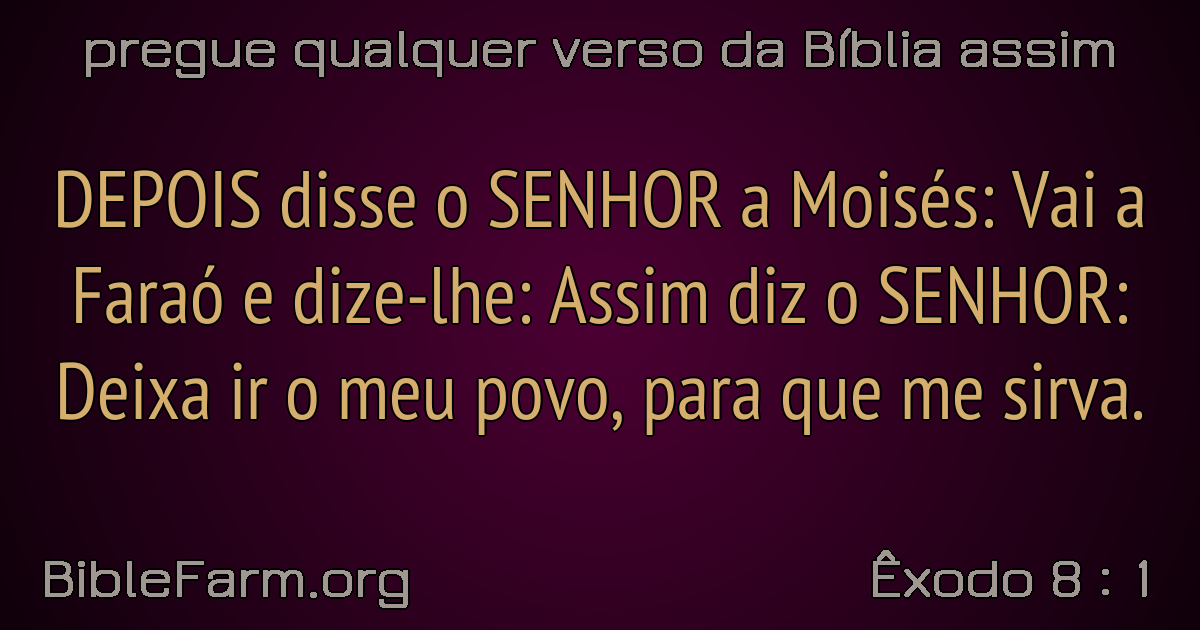 pregue qualquer verso da Bíblia assim
DEPOIS disse o SENHOR a Moisés: Vai a
Faraó e dize-lhe: Assim diz o SENHOR:
Deixa ir o meu povo, para que me sirva.
BibleFarm.org
Êxodo 8 : 1